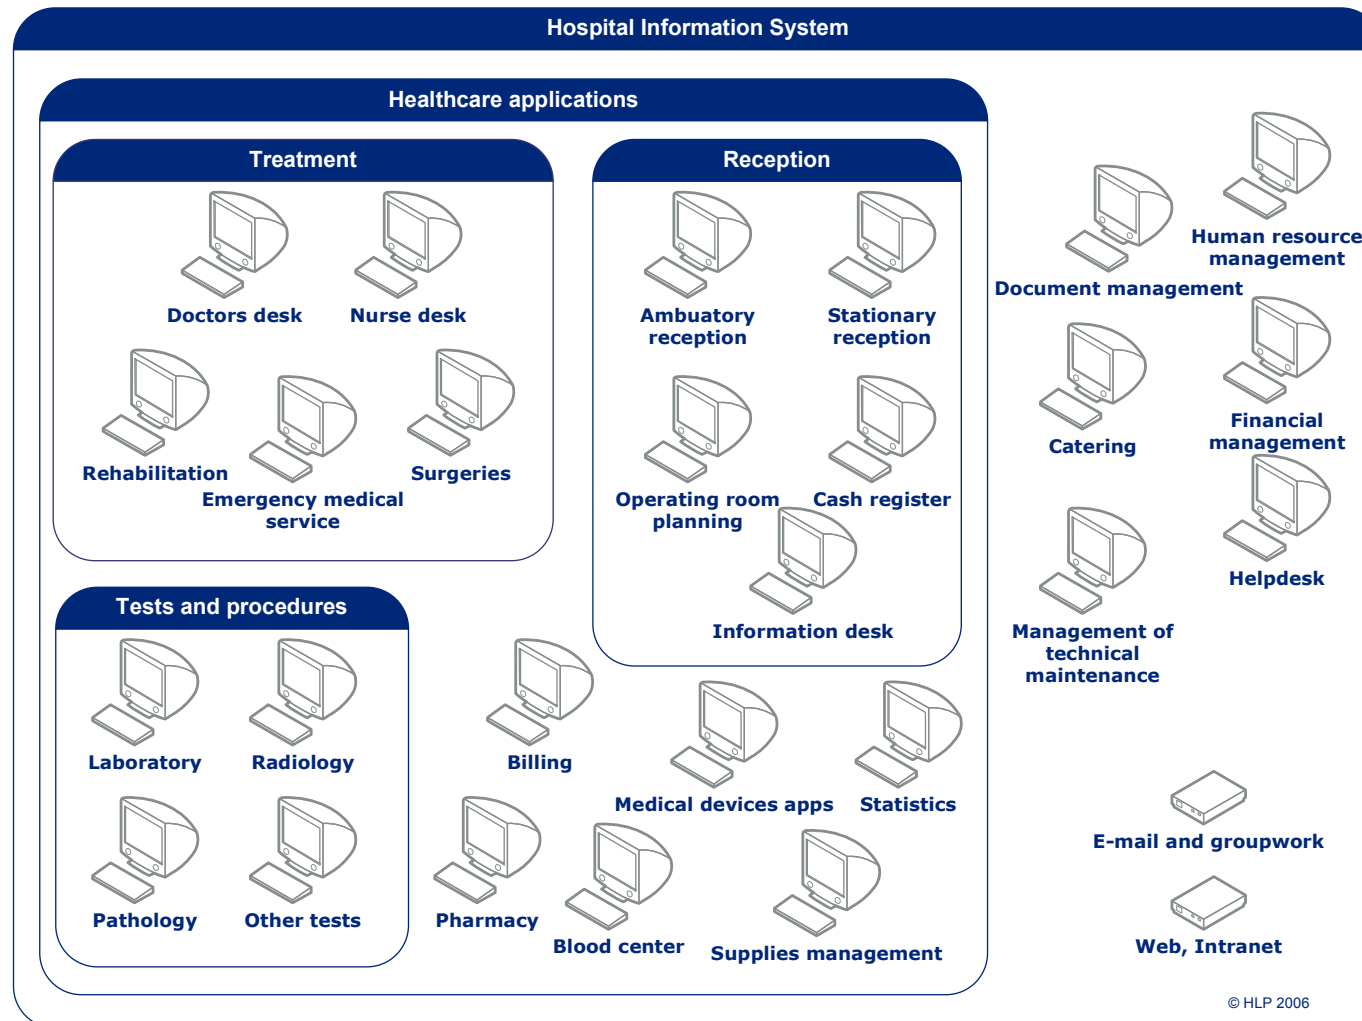 Hospital Information System
Healthcare applications
Treatment
Doctors desk
Nurse desk
Rehabilitation
Emergency medical
service
Surgeries
Reception
Ambuatory
reception
Stationary
reception
Operating room
planning
Cash register
Information desk
Tests and procedures
Laboratory
Radiology
Pathology
Other tests
Billing
Medical devices apps
Statistics
Pharmacy
Blood center
Supplies management
Human resource
management
Document management
Catering
Financial
management
Helpdesk
Management of
technical
maintenance
E-mail and groupwork
Web, Intranet
© HLP 2006